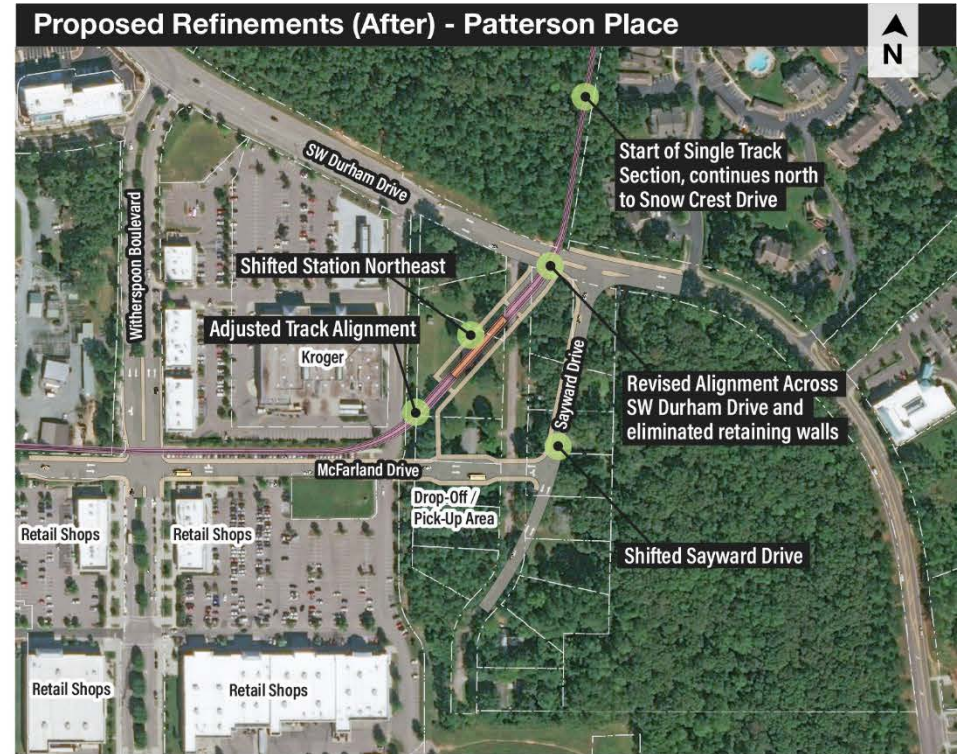 Proposed Refinements (After) - Patterson Place
N
SW Durham Drive
Start of Single Track
Section, continues north
to Snow Crest Drive
Witherspoon Boulevard
Shifted Station Northeast
Adjusted Track Alignment
Kroger
Sayward Drive
Revised Alignment Across
SW Durham Drive and
eliminated retaining walls
McFarland Drive
Drop-Off /
Pick-Up Area
Retail Shops
Retail Shops
Shifted Sayward Drive
Retail Shops
Retail Shops